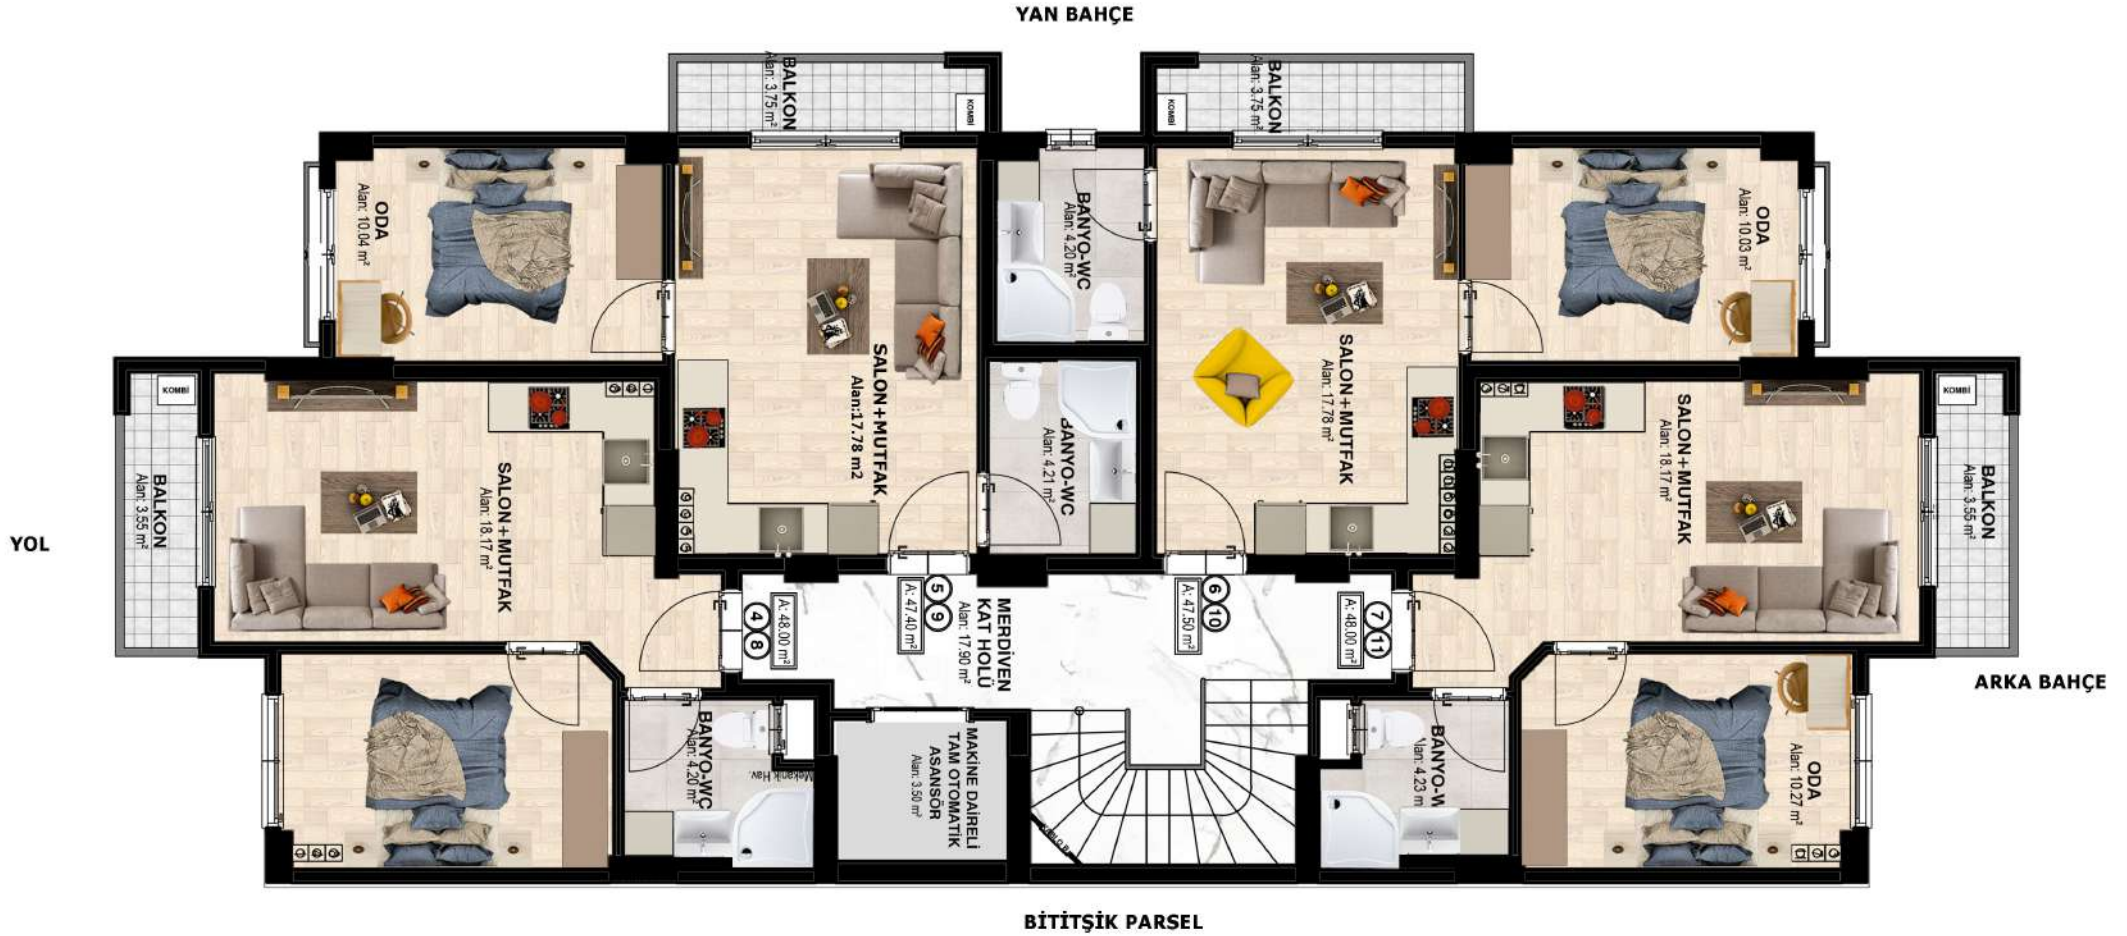 YAN BAHÇE
BALKON
Alan: 3.75 m²
KOMBİ
BALKON
Alan: 3.75 m²
KOMBİ
ODA
Alan: 10.04 m²
BANYO-WC
Alan: 4.20 m²
ODA
Alan: 10.03 m²
SALON+MUTFAK
Alan:17.78 m2
SALON+MUTFAK
Alan: 17.78 m²
KOMBİ
BALKON
Alan: 3.55 m²
SALON+MUTFAK
Alan: 18.17 m²
BANYO-WC
Alan: 4.21 m²
SALON+MUTFAK
Alan: 18.17 m²
KOMBİ
BALKON
Alan: 3.55 m²
YOL
4 8
A: 48.00 m²
5 9
A: 47.40 m²
MERDİVEN
KAT HOLÜ
Alan: 17.90 m²
6 10
A: 47.50 m²
7 11
A: 48.00 m²
ARKA BAHÇE
BANYO-WC
Alan: 4.20 m²
Mekanik Hav.
MAKİNE DAİRELİ
TAM OTOMATİK
ASANSÖR
Alan: 3.50 m²
BANYO-W
Alan: 4.23 m
ODA
Alan: 10.27 m²
BİTİTŞİK PARSEL